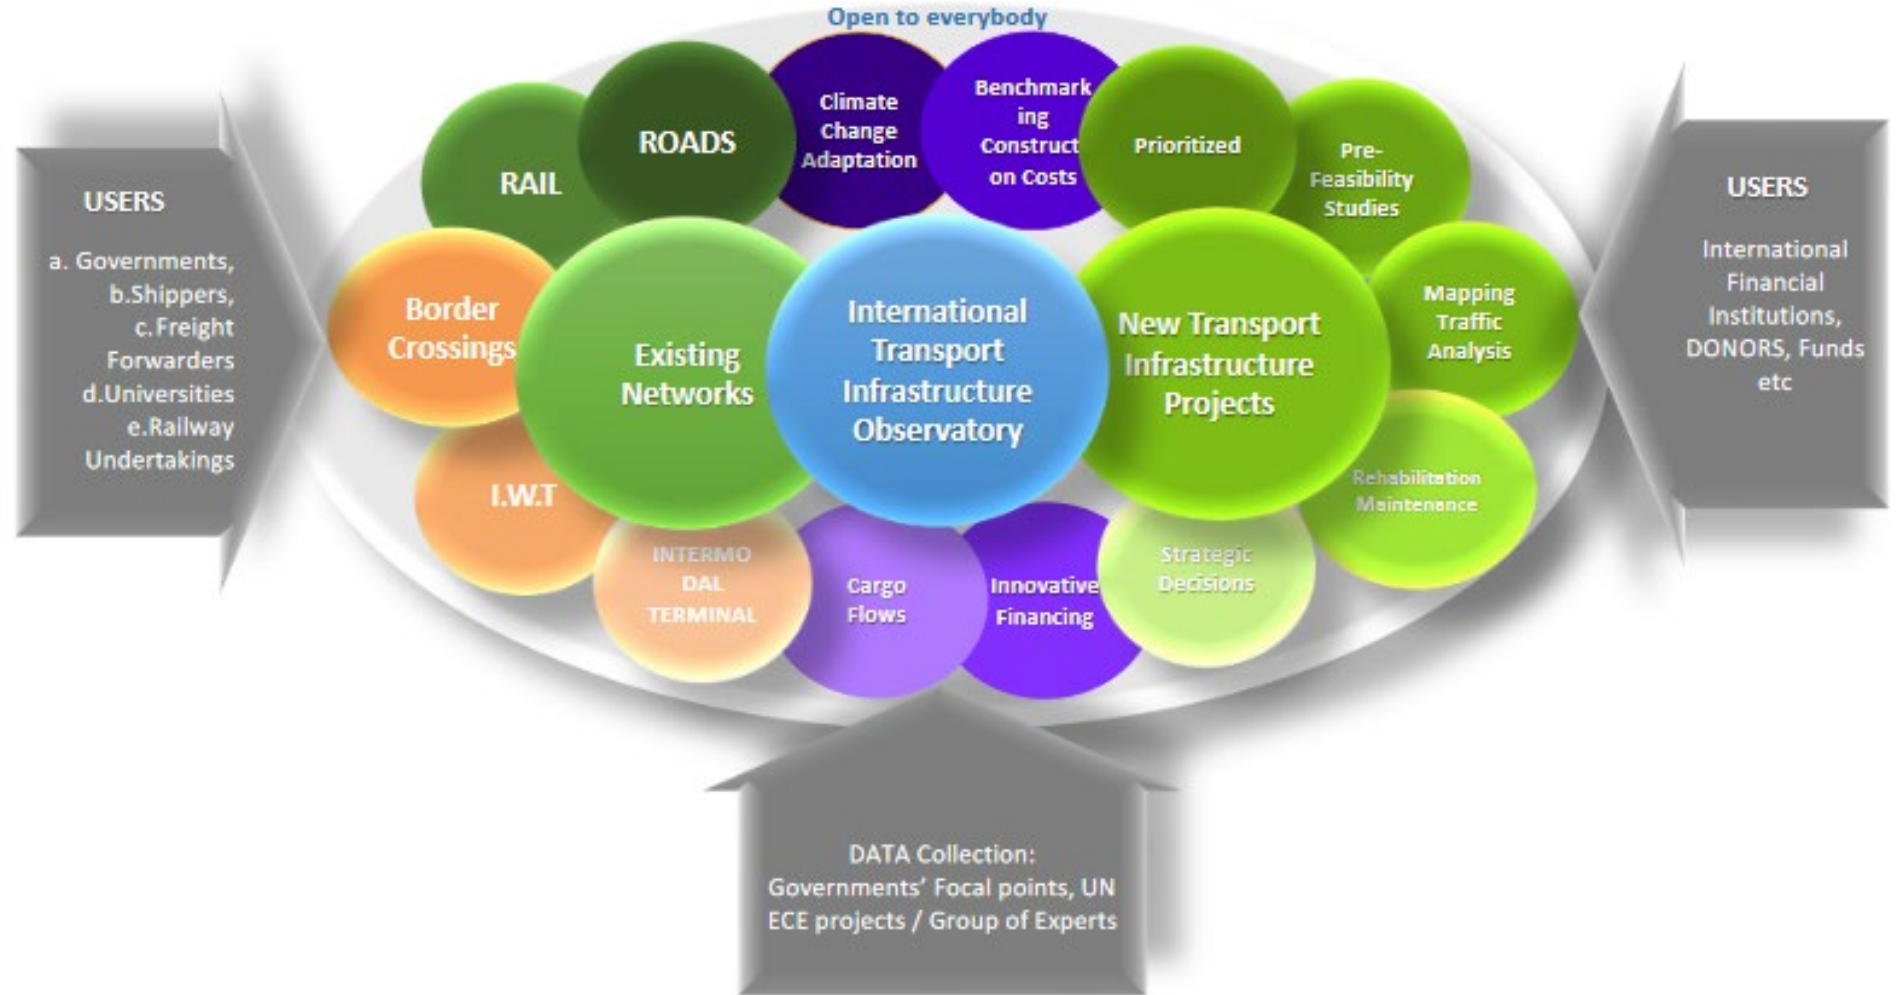 Open to everybody
USERS
a. Governments,
b.Shippers,
c.Freight
Forwarders
d.Universities
e.Railway
Undertakings
RAIL
ROADS
Climate
Change
Adaptation
Benchmark
ing
Construct
on Costs
Prioritized
Pre-
Feasibility
Studies
Border
Crossings
Existing
Networks
International
Transport
Infrastructure
Observatory
New Transport
Infrastructure
Projects
Mapping
Traffic
Analysis
I.W.T
INTERMO
DAL
TERMINAL
Cargo
Flows
Innovative
Financing
Strategic
Decisions
Rehabilitation
Maintenance
USERS
International
Financial
Institutions,
DONORS, Funds
etc
DATA Collection:
Governments’ Focal points, UN
ECE projects / Group of Experts